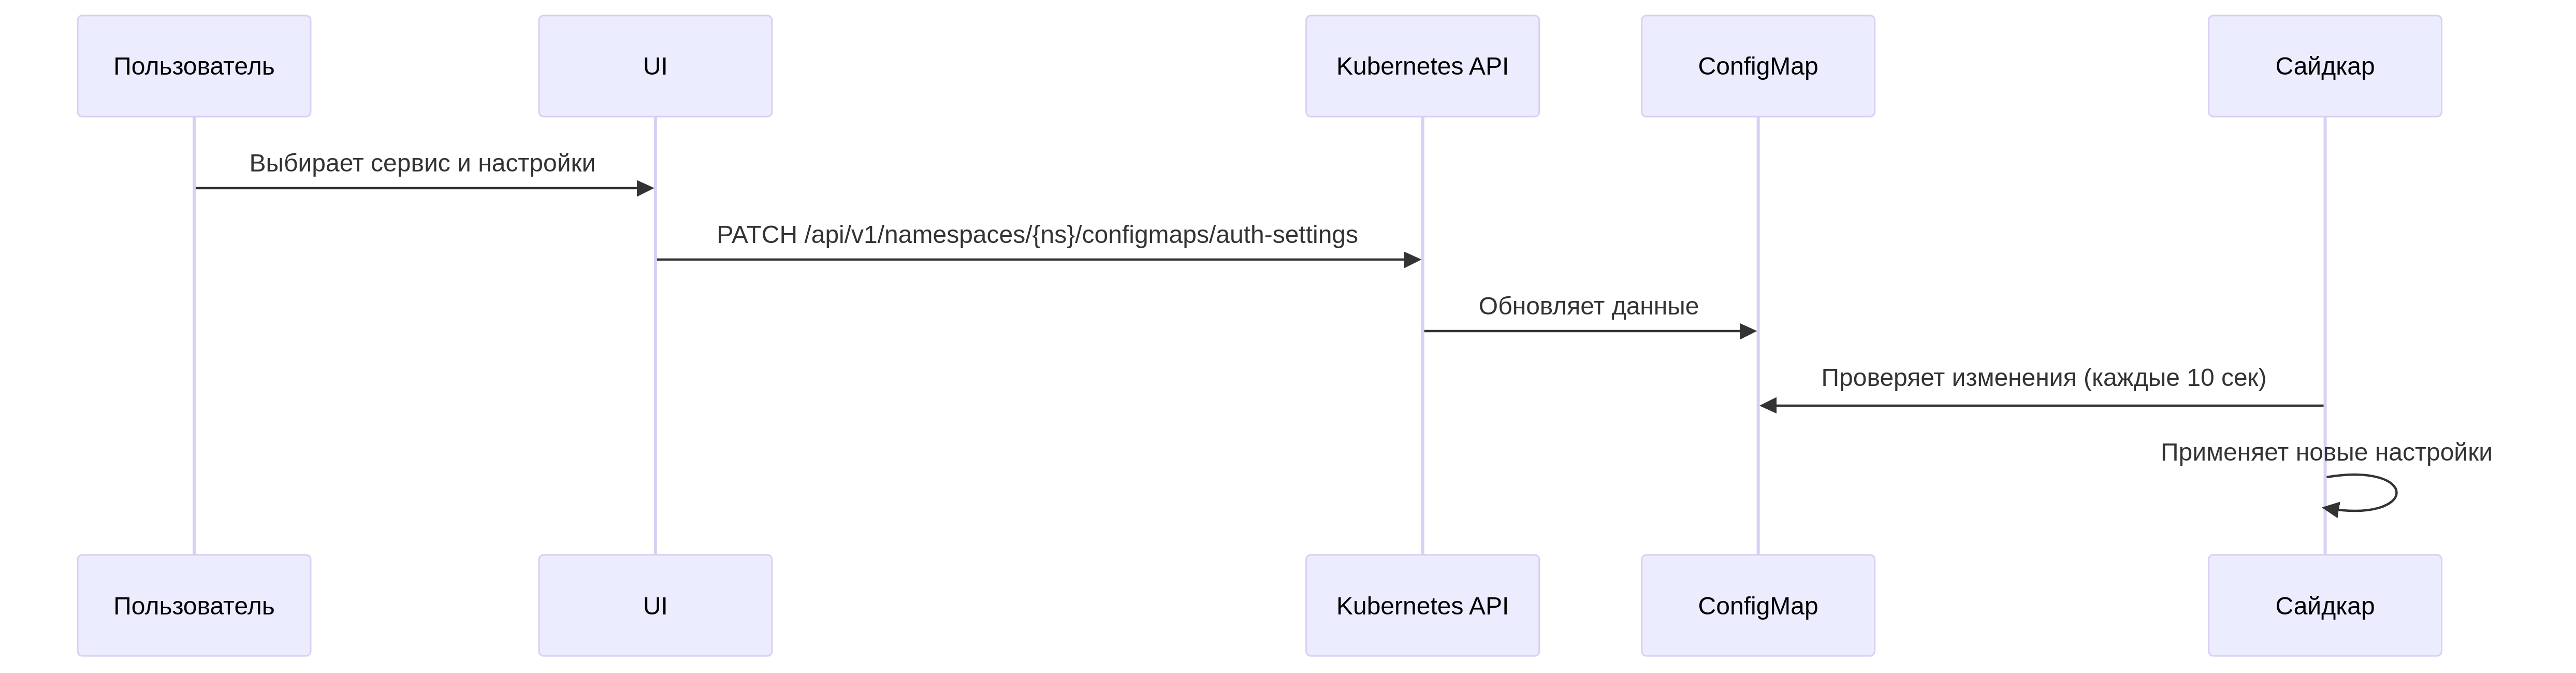 Пользователь
UI
Kubernetes API
ConfigMap
Сайдкар
Выбирает сервис и настройки
PATCH /api/v1/namespaces/{ns}/configmaps/auth-settings
Обновляет данные
Проверяет изменения (каждые 10 сек)
Применяет новые настройки
Пользователь
UI
Kubernetes API
ConfigMap
Сайдкар